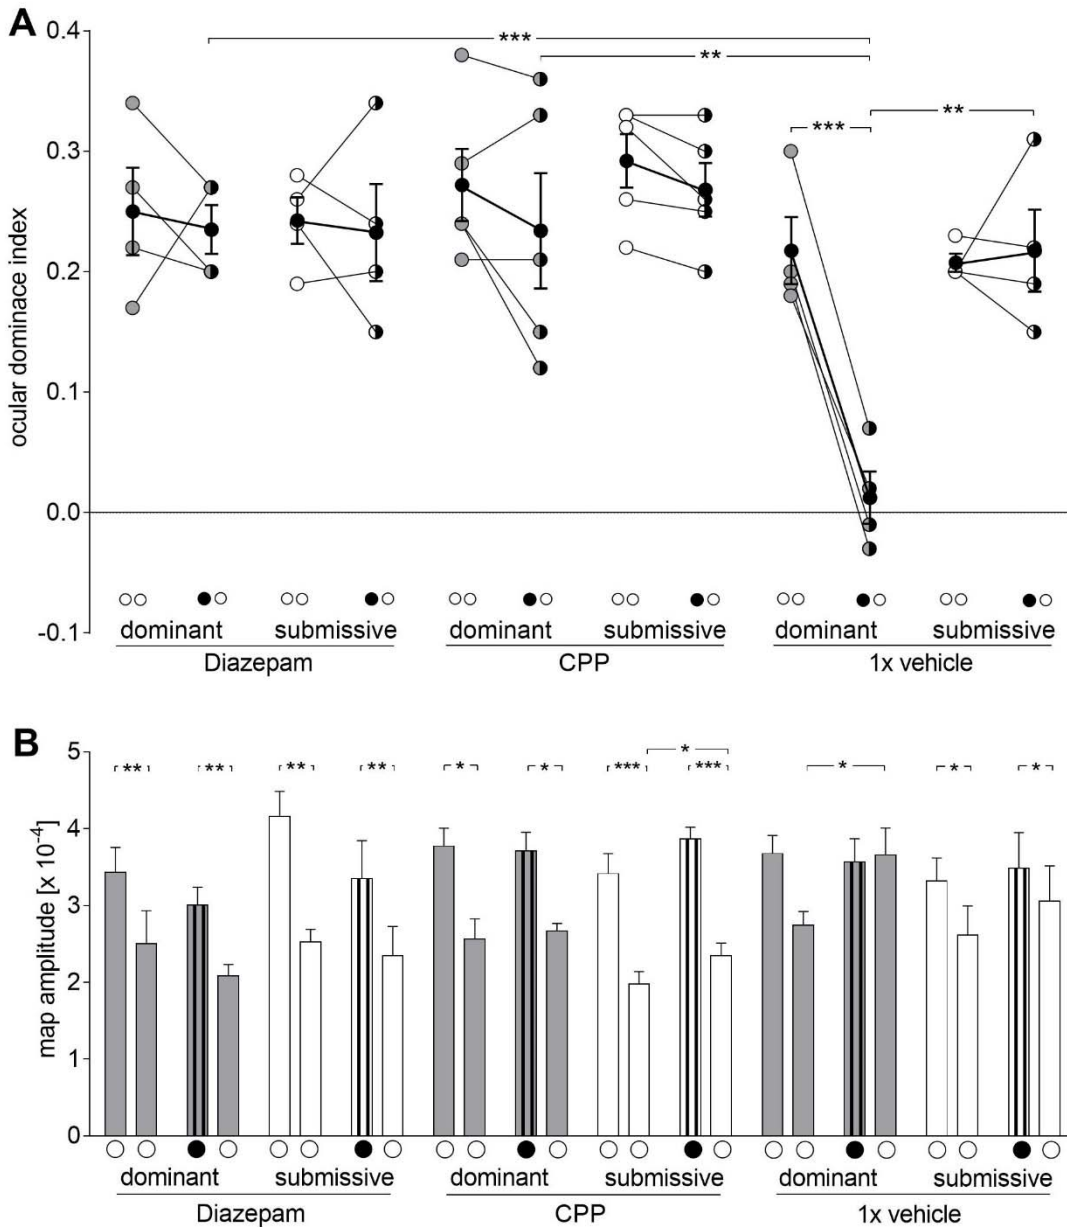 A
0.4
***
**
**
***
0.3
0.2
0.1
0.0
-0.1
ocular dominace index
dominant submissive dominant submissive dominant submissive
Diazepam CPP 1x vehicle
B
5
** ** ** ** * * *** * *** * * *
4
3
2
1
0
map amplitude [x 10-4]
dominant submissive dominant submissive dominant submissive
Diazepam CPP 1x vehicle